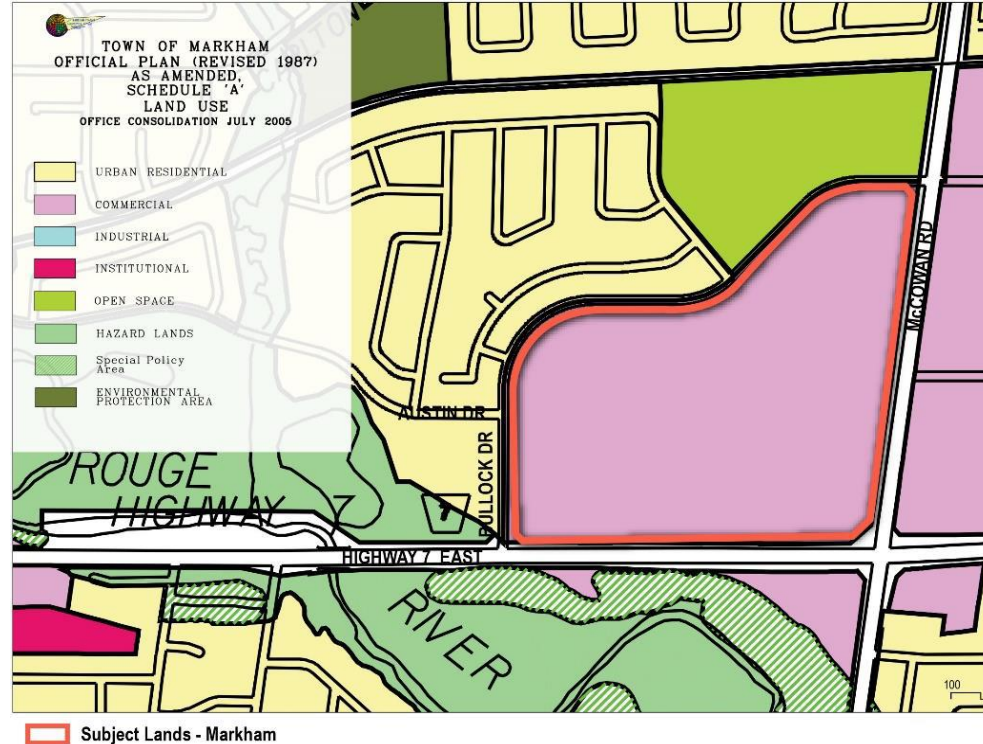 TOWN OF MARKHAM
OFFICIAL PLAN (REVISED 1987)
AS AMENDED,
SCHEDULE 'A'
LAND USE
OFFICE CONSOLIDATION JULY 2005
URBAN RESIDENTIAL
COMMERCIAL
INDUSTRIAL
INSTITUTIONAL
OPEN SPACE
HAZARD LANDS
Special Policy
Area
ENVIRONMENTAL
PROTECTION AREA
McCOWAN RD
AUSTIN DR
BULLOCK DR
ROUGE
HIGHWAY 7
HIGHWAY 7 EAST
RIVER
100
Subject Lands - Markham